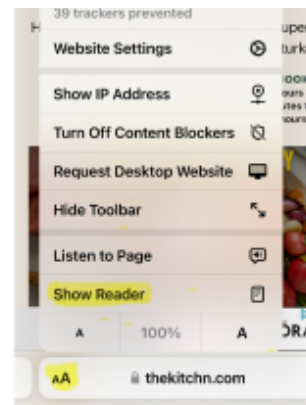 39 trackers prevented
Website Settings
Show IP Address
Turn Off Content Blockers
Request Desktop Website
Hide Toolbar
Listen to Page
Show Reader
A 100% A
AA thekitchn.com